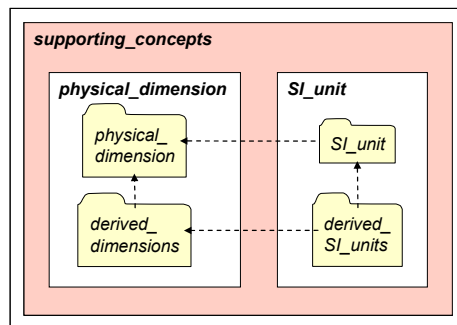 supporting_concepts
physical_dimension
SI_unit
physical_
dimension
SI_unit
derived_
dimensions
derived_
SI_units